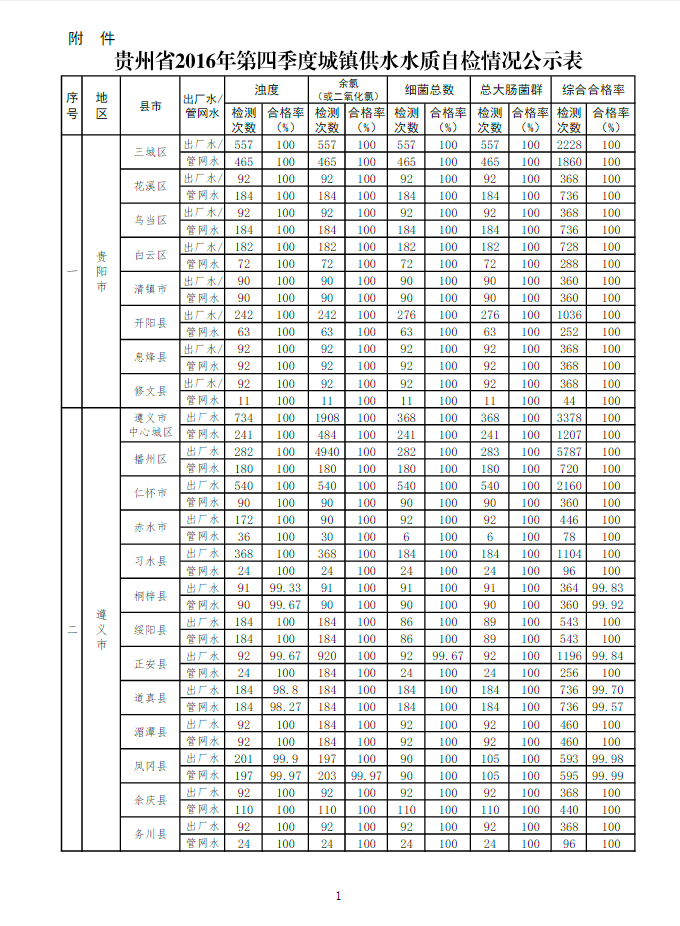 附 件
贵州省2016年第四季度城镇供水水质自检情况公示表
序号 地区 县市 出厂水/管网水 浊度 余氯（或二氧化氯） 细菌总数 总大肠菌群 综合合格率
检测次数 合格率(%) 检测次数 合格率(%) 检测次数 合格率(%) 检测次数 合格率(%) 检测次数 合格率(%)
一 贵阳市 三城区 出厂水/ 557 100 557 100 557 100 557 100 2228 100
管网水 465 100 465 100 465 100 465 100 1860 100
花溪区 出厂水/ 92 100 92 100 92 100 92 100 368 100
管网水 184 100 184 100 184 100 184 100 736 100
乌当区 出厂水/ 92 100 92 100 92 100 92 100 368 100
管网水 184 100 184 100 184 100 184 100 736 100
白云区 出厂水/ 182 100 182 100 182 100 182 100 728 100
管网水 72 100 72 100 72 100 72 100 288 100
清镇市 出厂水/ 90 100 90 100 90 100 90 100 360 100
管网水 90 100 90 100 90 100 90 100 360 100
开阳县 出厂水/ 242 100 242 100 276 100 276 100 1036 100
管网水 63 100 63 100 63 100 63 100 252 100
息烽县 出厂水/ 92 100 92 100 92 100 92 100 368 100
管网水 92 100 92 100 92 100 92 100 368 100
修文县 出厂水/ 92 100 92 100 92 100 92 100 368 100
管网水 11 100 11 100 11 100 11 100 44 100
二 遵义市 遵义市中心城区 出厂水 734 100 1908 100 368 100 368 100 3378 100
管网水 241 100 484 100 241 100 241 100 1207 100
播州区 出厂水 282 100 4940 100 282 100 283 100 5787 100
管网水 180 100 180 100 180 100 180 100 720 100
仁怀市 出厂水 540 100 540 100 540 100 540 100 2160 100
管网水 90 100 90 100 90 100 90 100 360 100
赤水市 出厂水 172 100 90 100 92 100 92 100 446 100
管网水 36 100 30 100 6 100 6 100 78 100
习水县 出厂水 368 100 368 100 184 100 184 100 1104 100
管网水 24 100 24 100 24 100 24 100 96 100
桐梓县 出厂水 91 99.33 91 100 91 100 91 100 364 99.83
管网水 90 99.67 90 100 90 100 90 100 360 99.92
绥阳县 出厂水 184 100 184 100 86 100 89 100 543 100
管网水 184 100 184 100 86 100 89 100 543 100
正安县 出厂水 92 99.67 920 100 92 99.67 92 100 1196 99.84
管网水 24 100 184 100 24 100 24 100 256 100
道真县 出厂水 184 98.8 184 100 184 100 184 100 736 99.70
管网水 184 98.27 184 100 184 100 184 100 736 99.57
湄潭县 出厂水 92 100 184 100 92 100 92 100 460 100
管网水 92 100 184 100 92 100 92 100 460 100
凤冈县 出厂水 201 99.9 197 100 90 100 105 100 593 99.98
管网水 197 99.97 203 99.97 90 100 105 100 595 99.99
余庆县 出厂水 92 100 92 100 92 100 92 100 368 100
管网水 110 100 110 100 110 100 110 100 440 100
务川县 出厂水 92 100 92 100 92 100 92 100 368 100
管网水 24 100 24 100 24 100 24 100 96 100
1